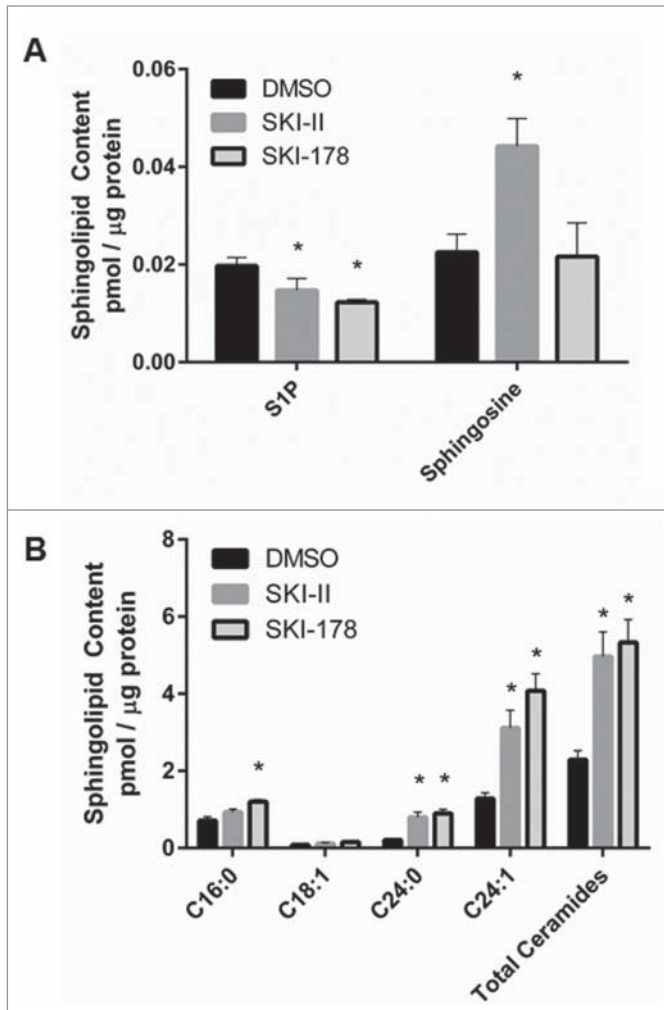 A
Sphingolipid Content
pmol / µg protein
0.06
0.04
0.02
0.00
DMSO
SKI-II
SKI-178
*
*
*
S1P
Sphingosine
B
Sphingolipid Content
pmol / µg protein
8
6
4
2
0
DMSO
SKI-II
SKI-178
*
*
*
*
*
*
*
C16:0
C18:1
C24:0
C24:1
Total Ceramides